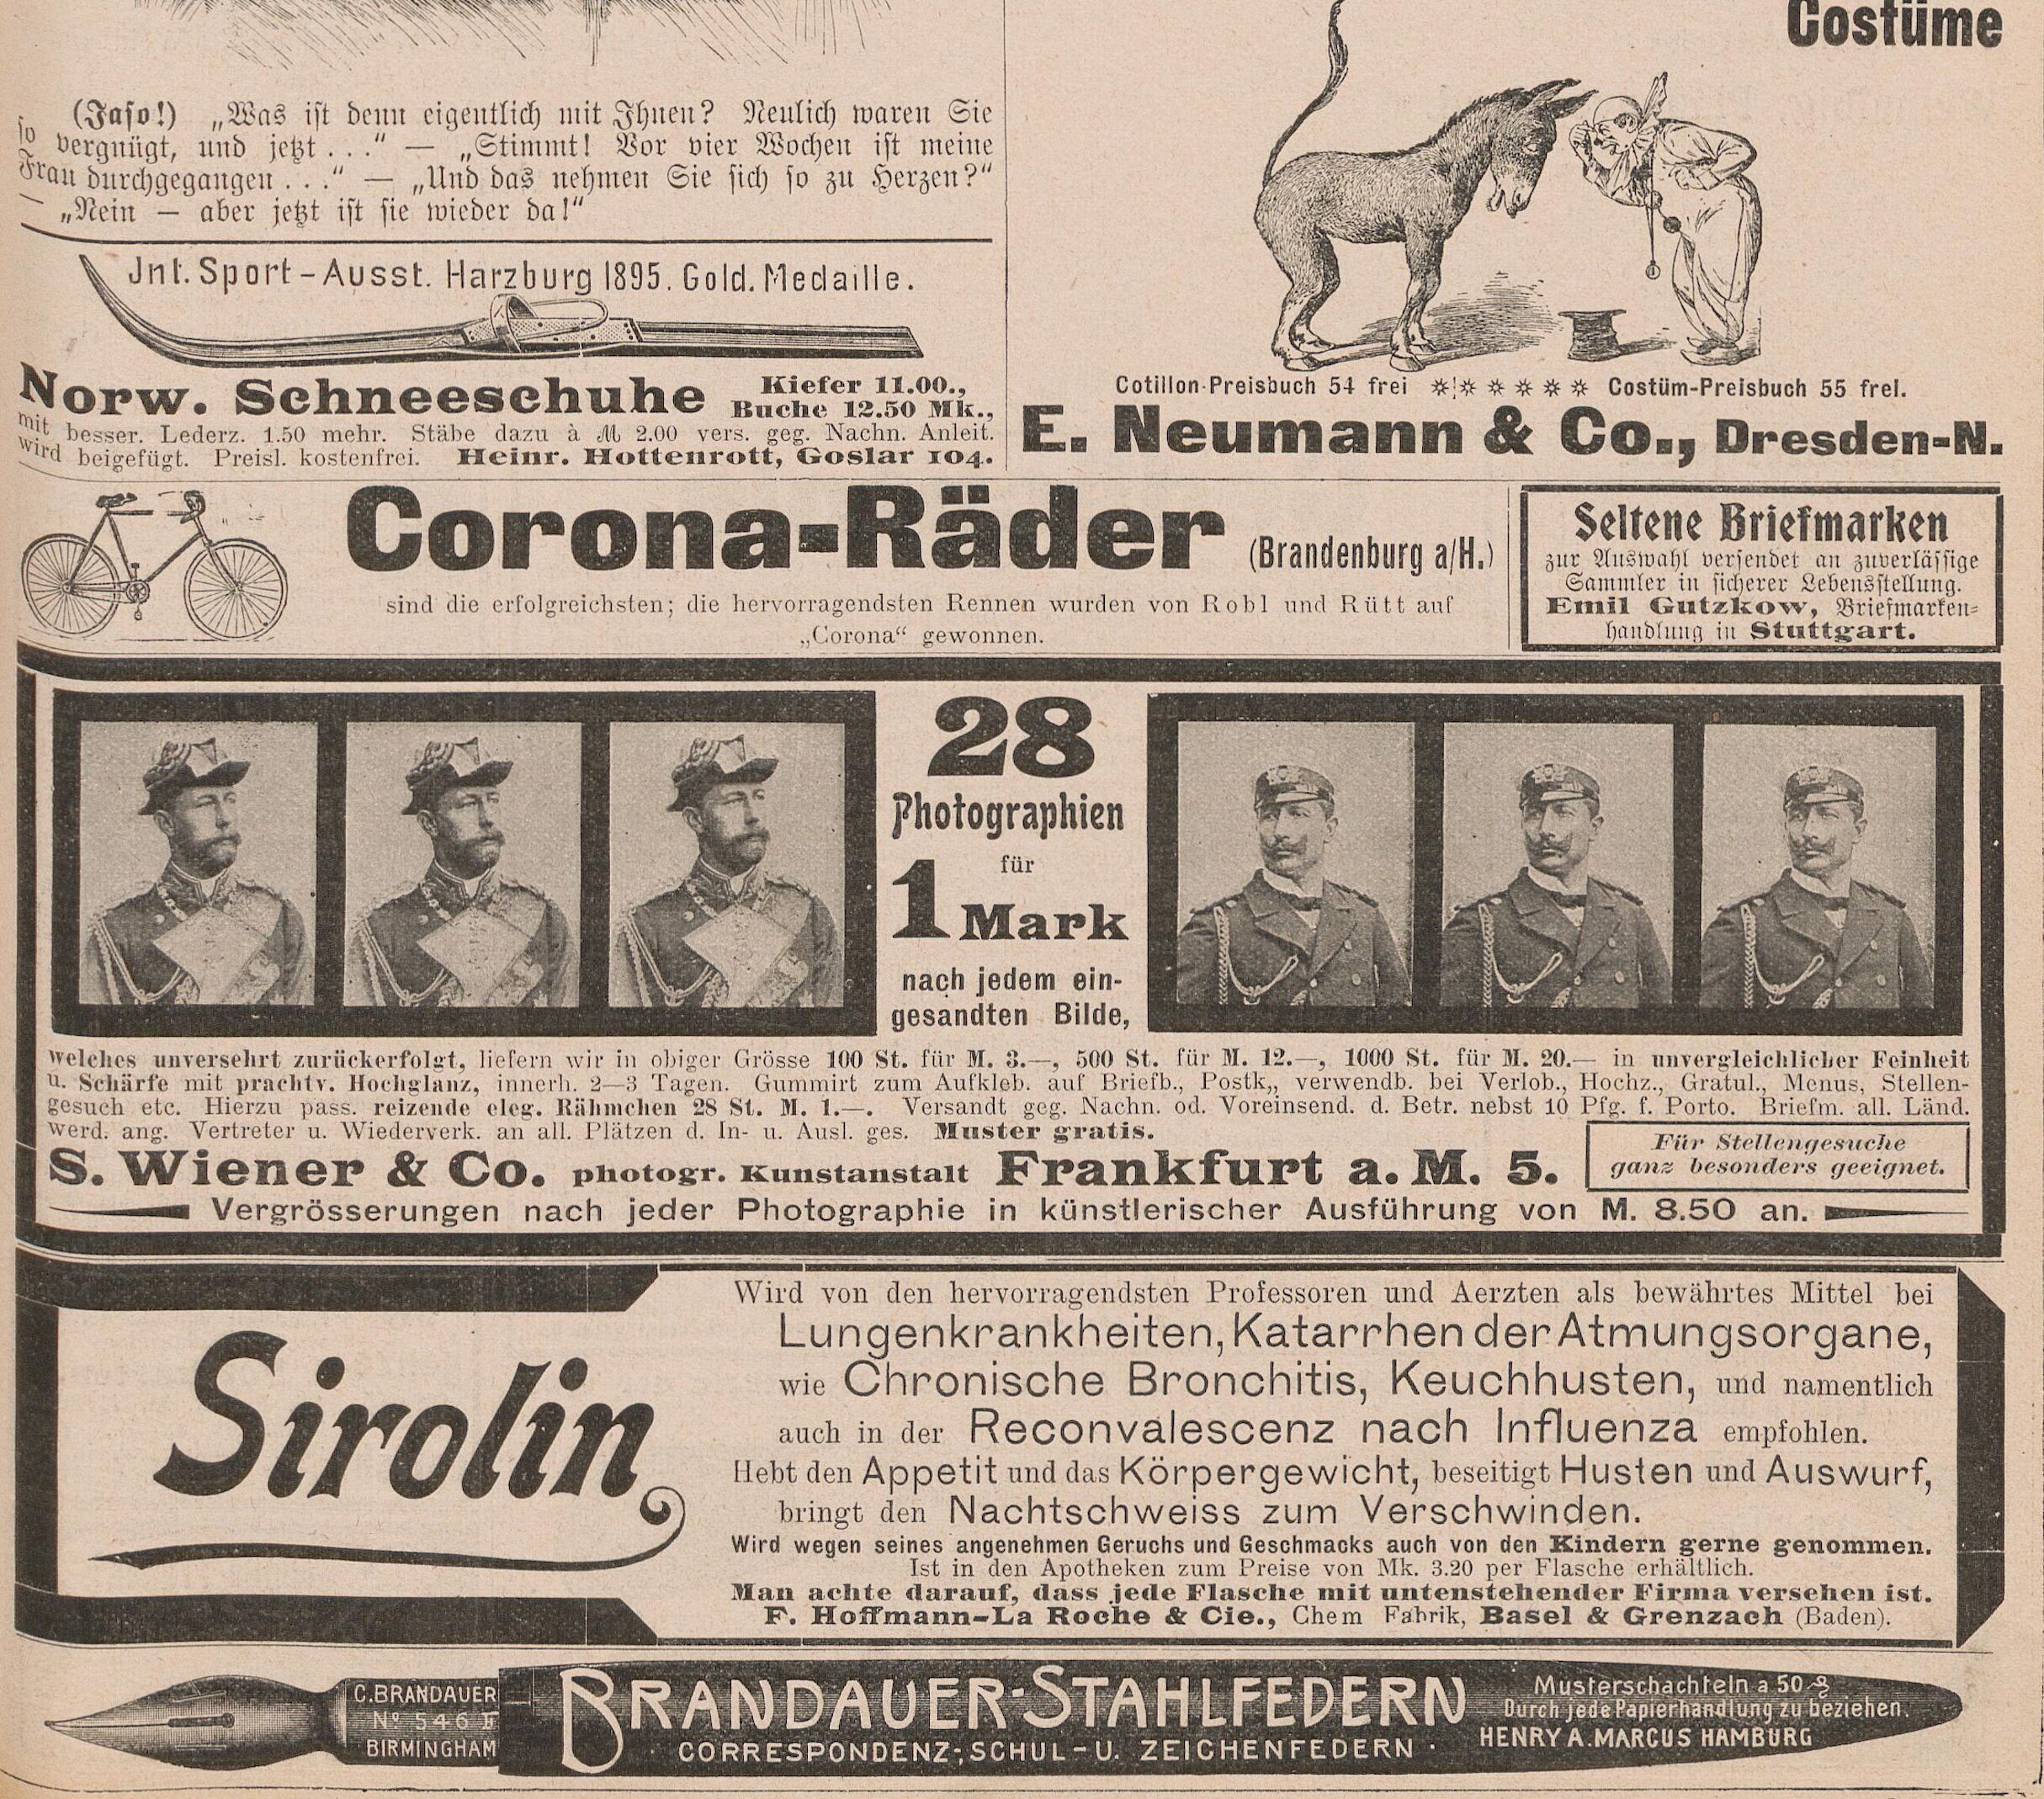 (Jaso!) „Was ist denn eigentlich mit Ihnen? Neulich waren Sie
so vergnügt, und jetzt . . .“ — „Stimmt! Vor vier Wochen ist meine
Frau durchgegangen . . .“ — „Und das nehmen Sie sich so zu Herzen?“
— „Nein — aber jetzt ist sie wieder da!“
Jnt. Sport-Ausst. Harzburg 1895. Gold. Medaille.
Norw. Schneeschuhe Kiefer 11.00.,
Buche 12.50 Mk.,
mit besser. Lederz. 1.50 mehr. Stäbe dazu à ℳ 2.00 vers. geg. Nachn. Anleit.
wird beigefügt. Preisl. kostenfrei. Heinr. Hottenrott, Goslar 104.
Costüme
Cotillon-Preisbuch 54 frei Costüm-Preisbuch 55 frei.
E. Neumann & Co., Dresden-N.
Corona-Räder (Brandenburg a/H.)
sind die erfolgreichsten; die hervorragendsten Rennen wurden von Robl und Rütt auf
„Corona“ gewonnen.
Seltene Briefmarken
zur Auswahl versendet an zuverlässige
Sammler in sicherer Lebensstellung.
Emil Gutzkow, Briefmarken-
handlung in Stuttgart.
28
Photographien
für
1 Mark
nach jedem ein-
gesandten Bilde,
welches unversehrt zurückerfolgt, liefern wir in obiger Grösse 100 St. für M. 3.—, 500 St. für M. 12.—, 1000 St. für M. 20.— in unvergleichlicher Feinheit
u. Schärfe mit prachtv. Hochglanz, innerh. 2—3 Tagen. Gummirt zum Aufkleb. auf Briefb., Postk,, verwendb. bei Verlob., Hochz., Gratul., Menus, Stellen-
gesuch etc. Hierzu pass. reizende eleg. Rähmchen 28 St. M. 1.—. Versandt geg. Nachn. od. Voreinsend. d. Betr. nebst 10 Pfg. f. Porto. Briefm. all. Länd.
werd. ang. Vertreter u. Wiederverk. an all. Plätzen d. In- u. Ausl. ges. Muster gratis.
S. Wiener & Co. photogr. Kunstanstalt Frankfurt a. M. 5.
Für Stellengesuche
ganz besonders geeignet.
Vergrösserungen nach jeder Photographie in künstlerischer Ausführung von M. 8.50 an.
Sirolin
Wird von den hervorragendsten Professoren und Aerzten als bewährtes Mittel bei
Lungenkrankheiten, Katarrhen der Atmungsorgane,
wie Chronische Bronchitis, Keuchhusten, und namentlich
auch in der Reconvalescenz nach Influenza empfohlen.
Hebt den Appetit und das Körpergewicht, beseitigt Husten und Auswurf,
bringt den Nachtschweiss zum Verschwinden.
Wird wegen seines angenehmen Geruchs und Geschmacks auch von den Kindern gerne genommen.
Ist in den Apotheken zum Preise von Mk. 3.20 per Flasche erhältlich.
Man achte darauf, dass jede Flasche mit untenstehender Firma versehen ist.
F. Hoffmann-La Roche & Cie., Chem Fabrik, Basel & Grenzach (Baden).
C. BRANDAUER
No 546
BIRMINGHAM
BRANDAUER-STAHLFEDERN
CORRESPONDENZ-, SCHUL- U. ZEICHENFEDERN
Musterschachteln a 50 ₰
Durch jede Papierhandlung zu beziehen.
HENRY A. MARCUS HAMBURG